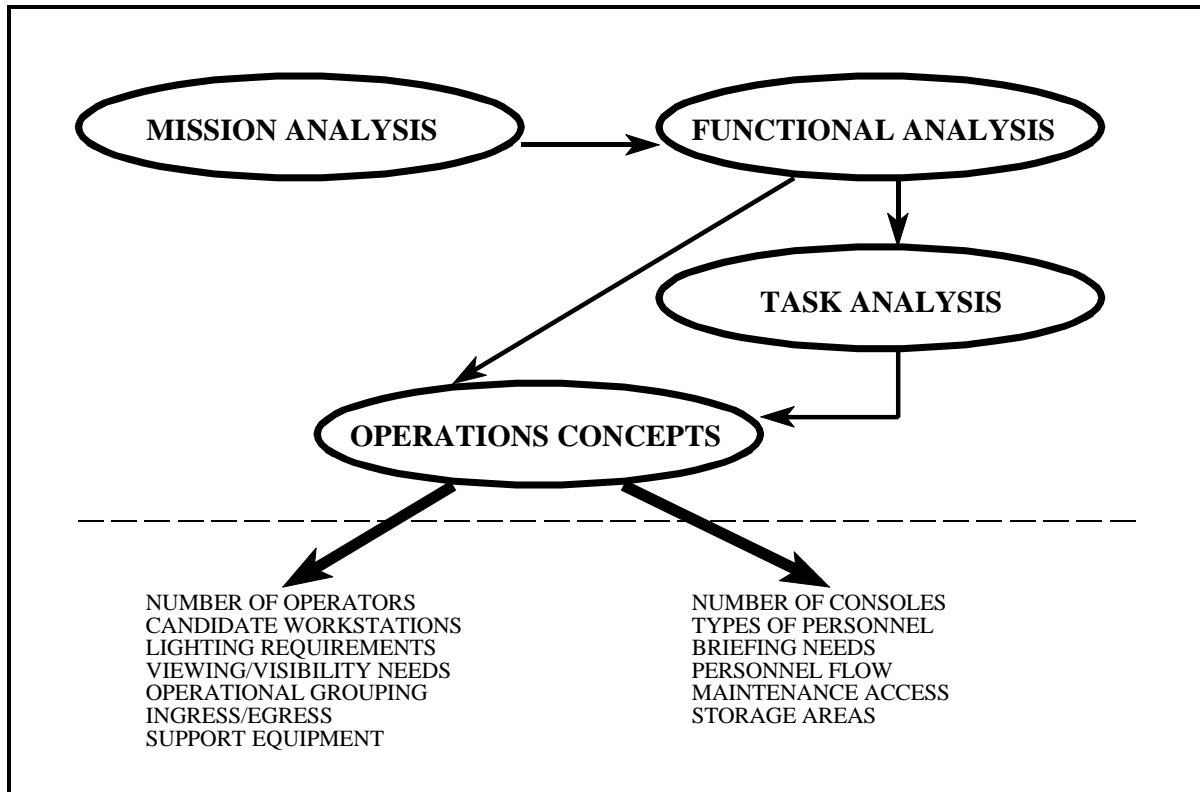 MISSION ANALYSIS
FUNCTIONAL ANALYSIS
TASK ANALYSIS
OPERATIONS CONCEPTS
NUMBER OF OPERATORS
CANDIDATE WORKSTATIONS
LIGHTING REQUIREMENTS
VIEWING/VISIBILITY NEEDS
OPERATIONAL GROUPING
INGRESS/EGRESS
SUPPORT EQUIPMENT
NUMBER OF CONSOLES
TYPES OF PERSONNEL
BRIEFING NEEDS
PERSONNEL FLOW
MAINTENANCE ACCESS
STORAGE AREAS